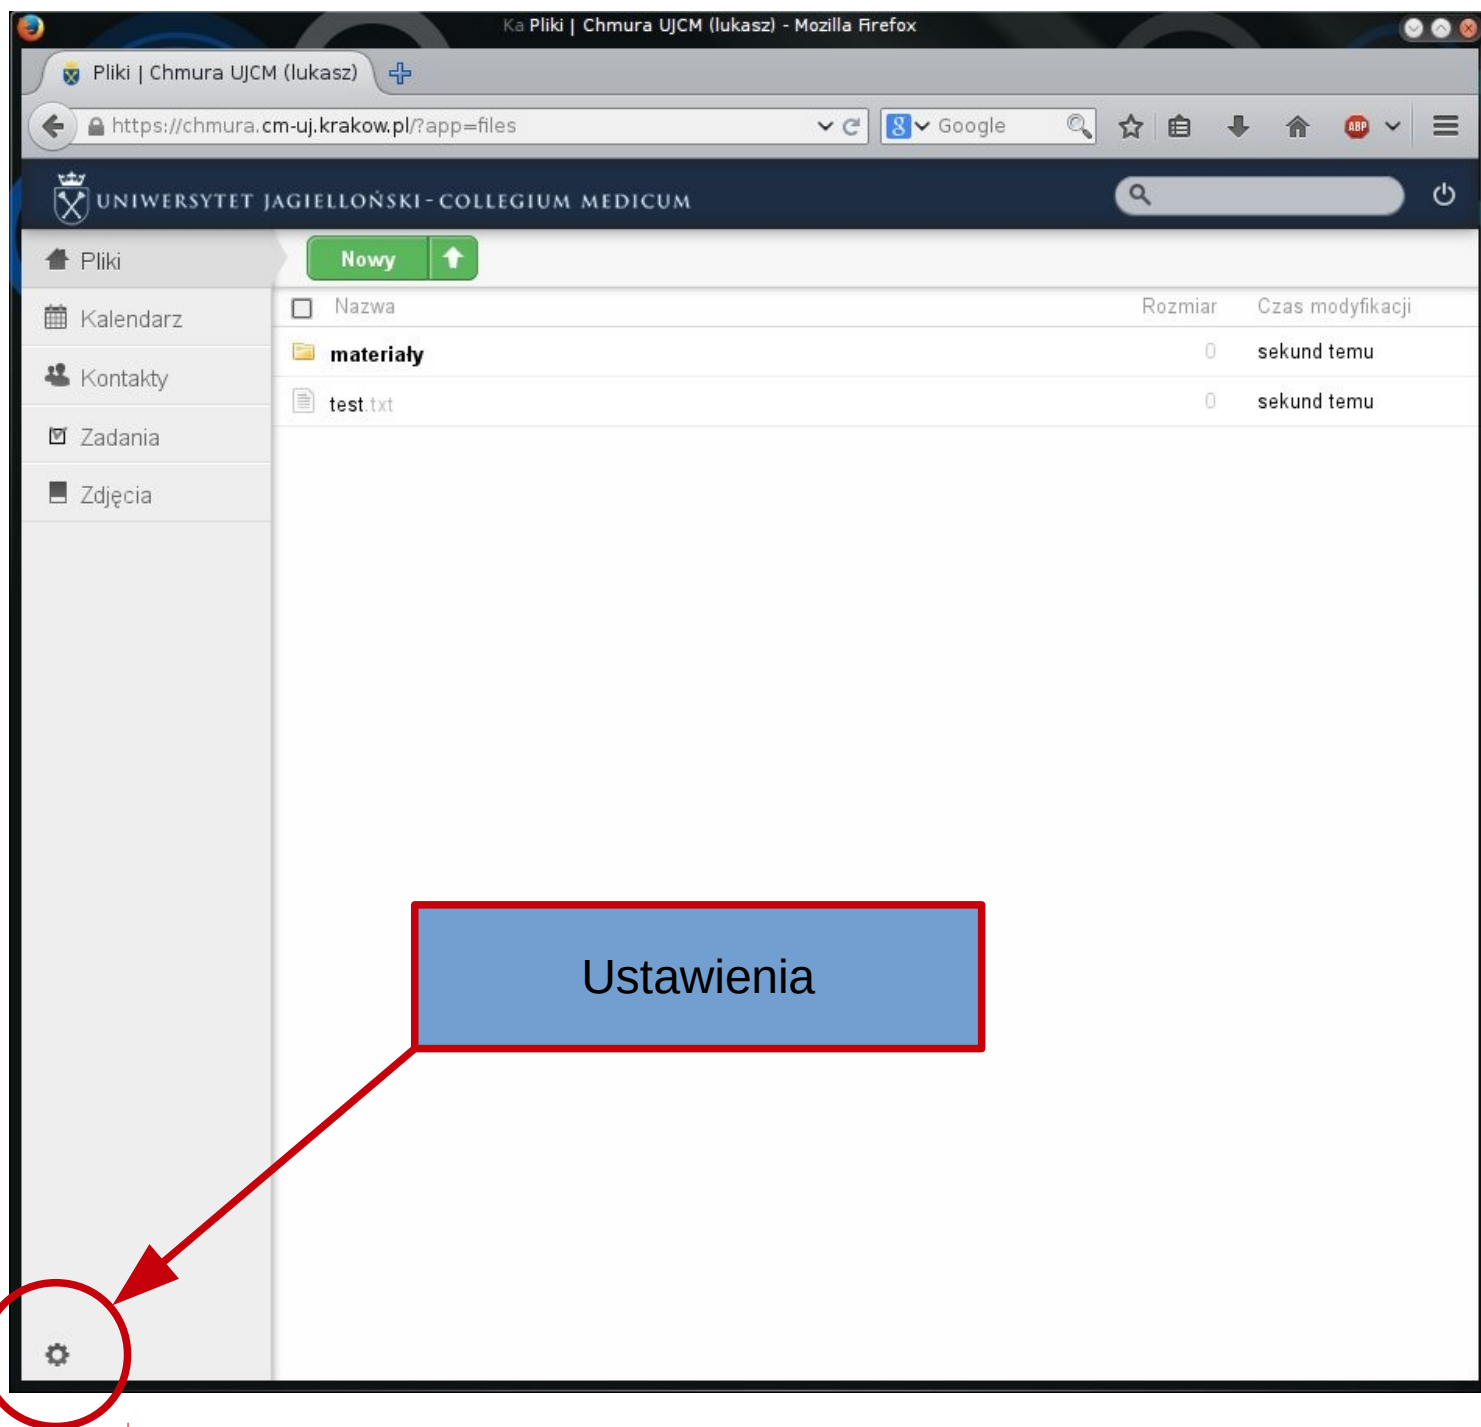 Ka Pliki | Chmura UJCM (lukasz) - Mozilla Firefox
Pliki | Chmura UJCM (lukasz)
https://chmura.cm-uj.krakow.pl/?app=files
8 Google
ABP
UNIWERSYTET JAGIELLOŃSKI - COLLEGIUM MEDICUM
Pliki
Nowy
Kalendarz
Kontakty
Zadania
Zdjęcia
Nazwa Rozmiar Czas modyfikacji
materiały 0 sekund temu
test.txt 0 sekund temu
Ustawienia